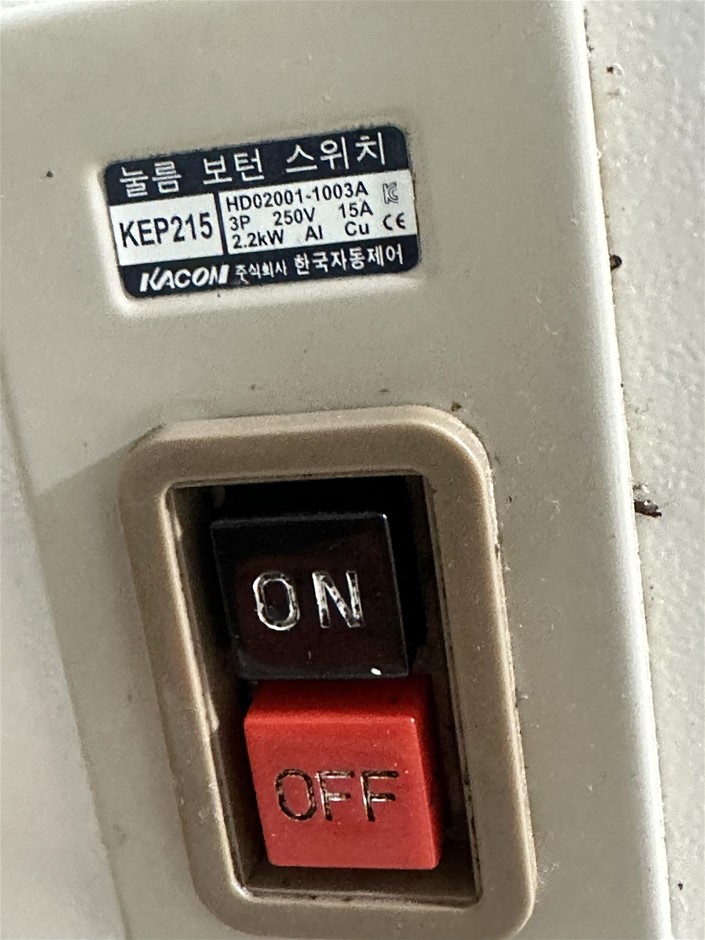 눌름 보턴 스위치
KEP215
HD02001-1003A
3P 250V 15A
2.2kW Al Cu CE
KACON 주식회사 한국자동제어
ON
OFF